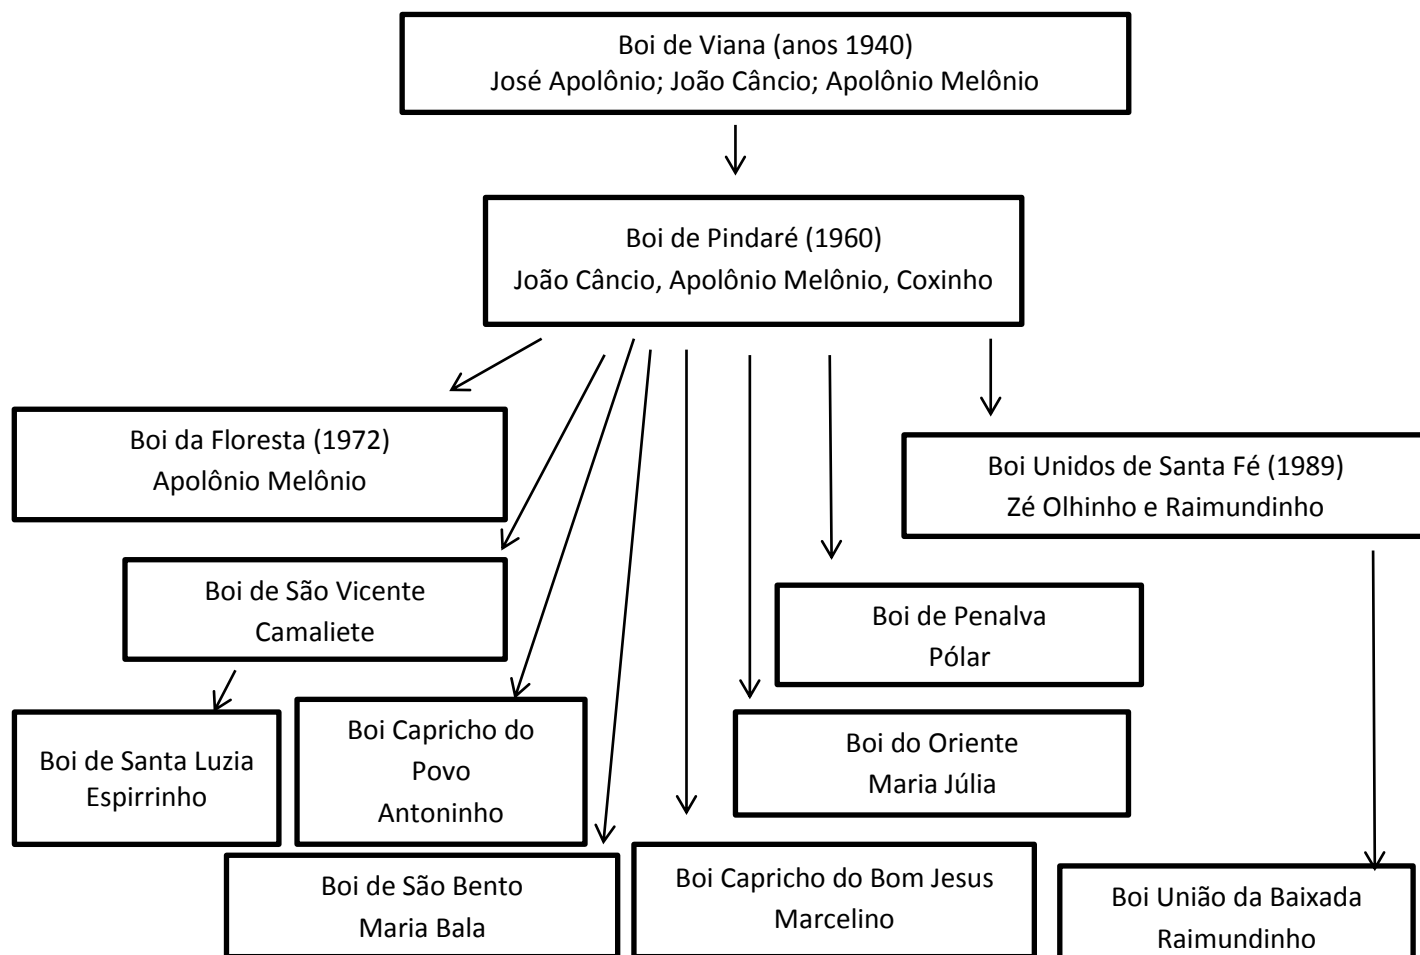 Boi de Viana (anos 1940)
José Apolônio; João Câncio; Apolônio Melônio
Boi de Pindaré (1960)
João Câncio, Apolônio Melônio, Coxinho
Boi da Floresta (1972)
Apolônio Melônio
Boi Unidos de Santa Fé (1989)
Zé Olhinho e Raimundinho
Boi de São Vicente
Camaliete
Boi de Penalva
Pólar
Boi de Santa Luzia
Espirrinho
Boi Capricho do
Povo
Antoninho
Boi do Oriente
Maria Júlia
Boi de São Bento
Maria Bala
Boi Capricho do Bom Jesus
Marcelino
Boi União da Baixada
Raimundinho